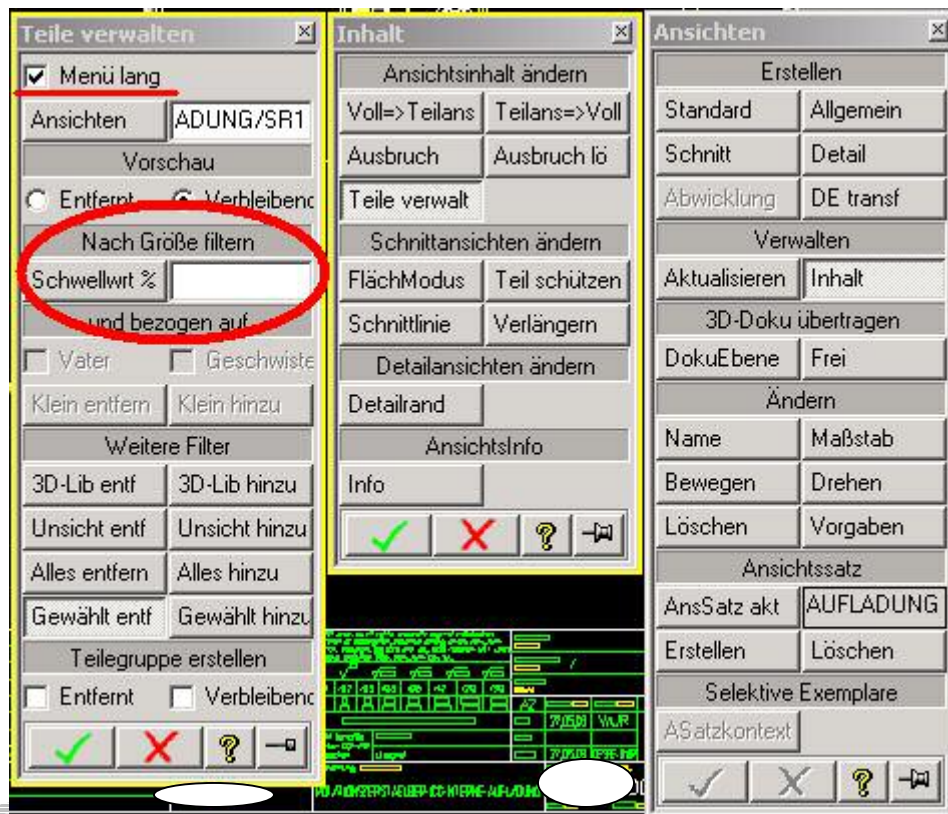 Teile verwalten
Menü lang
Ansichten ADUNG/SR1
Vorschau
Entfernt Verbleibend
Nach Größe filtern
Schwellwrt %
und bezogen auf
Vater Geschwiste
Klein entfern Klein hinzu
Weitere Filter
3D-Lib entf 3D-Lib hinzu
Unsicht entf Unsicht hinzu
Alles entfern Alles hinzu
Gewählt entf Gewählt hinzu
Teilegruppe erstellen
Entfernt Verbleibend
Inhalt
Ansichtsinhalt ändern
Voll=>Teilans Teilans=>Voll
Ausbruch Ausbruch lö
Teile verwalt
Schnittansichten ändern
FlächModus Teil schützen
Schnittlinie Verlängern
Detailansichten ändern
Detailrand
AnsichtsInfo
Info
Ansichten
Erstellen
Standard Allgemein
Schnitt Detail
Abwicklung DE transf
Verwalten
Aktualisieren Inhalt
3D-Doku übertragen
DokuEbene Frei
Ändern
Name Maßstab
Bewegen Drehen
Löschen Vorgaben
Ansichtssatz
AnsSatz akt AUFLADUNG
Erstellen Löschen
Selektive Exemplare
ASatzkontext
AZ